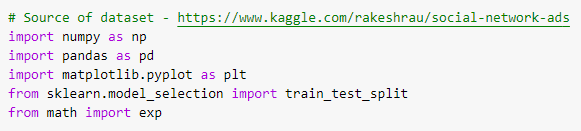 # Source of dataset - https://www.kaggle.com/rakeshrau/social-network-ads
import numpy as np
import pandas as pd
import matplotlib.pyplot as plt
from sklearn.model_selection import train_test_split
from math import exp